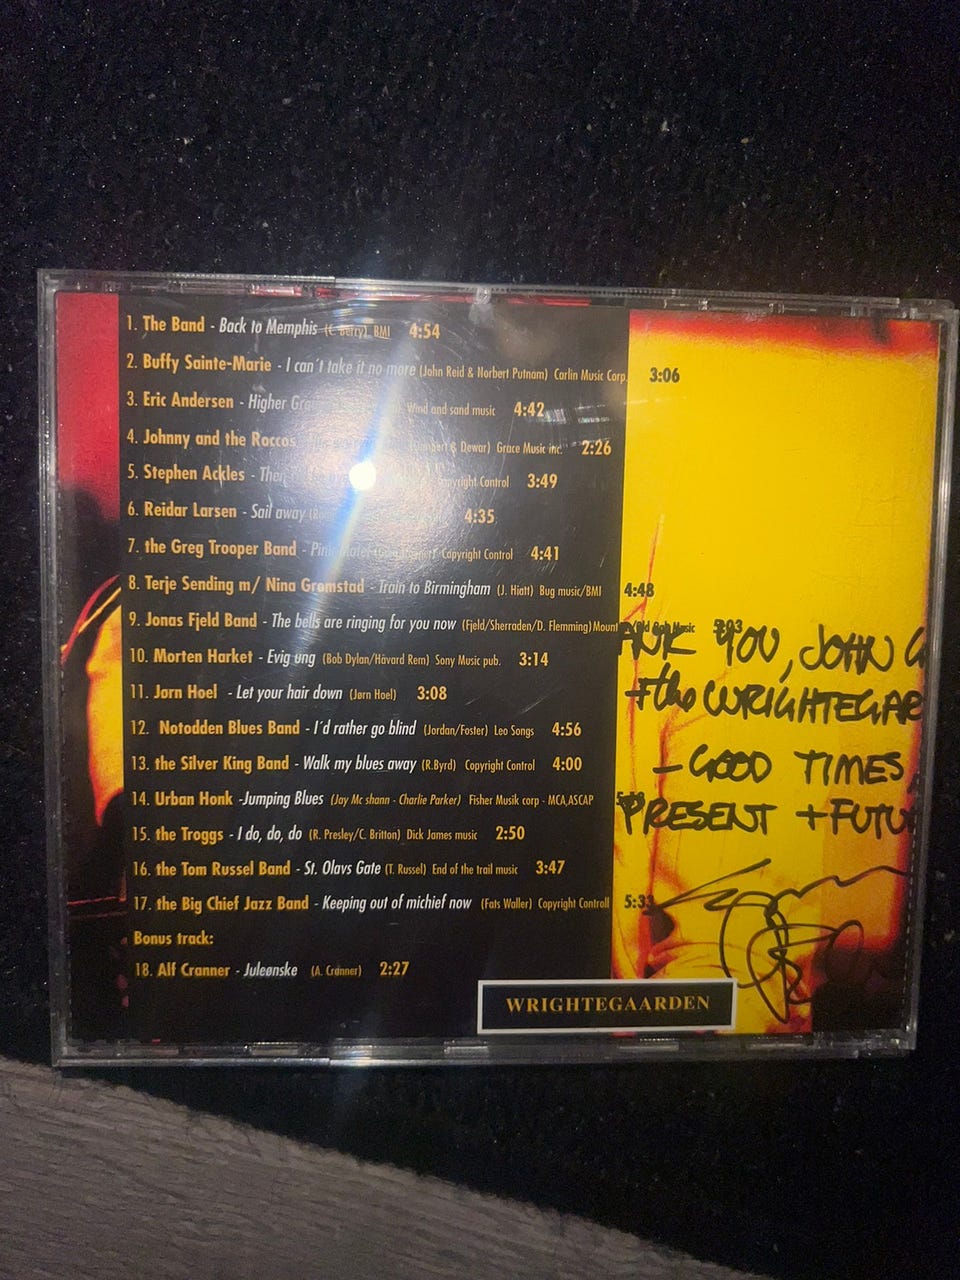 1. The Band - Back to Memphis (C. Berry) BMI 4:54
2. Buffy Sainte-Marie - I can´t take it no more (John Reid & Norbert Putnam) Carlin Music Corp. 3:06
3. Eric Andersen - Higher Wind and sand music 4:42
4. Johnny and the Roccos & Dewar) Grace Music inc. 2:26
5. Stephen Ackles - Copyright Control 3:49
6. Reidar Larsen - Sail away 4:35
7. the Greg Trooper Band - Pink Copyright Control 4:41
8. Terje Sending m/ Nina Grømstad - Train to Birmingham (J. Hiatt) Bug music/BMI 4:48
9. Jonas Fjeld Band - The bells are ringing for you now (Fjeld/Sherraden/D. Flemming) Music
10. Morten Harket - Evig ung (Bob Dylan/Håvard Rem) Sony Music pub. 3:14
11. Jørn Hoel - Let your hair down (Jørn Hoel) 3:08
12. Notodden Blues Band - I´d rather go blind (Jordan/Foster) Leo Songs 4:56
13. the Silver King Band - Walk my blues away (R.Byrd) Copyright Control 4:00
14. Urban Honk -Jumping Blues (Jay Mc shann - Charlie Parker) Fisher Musik corp - MCA,ASCAP
15. the Troggs - I do, do, do (R. Presley/C. Britton) Dick James music 2:50
16. the Tom Russel Band - St. Olavs Gate (T. Russel) End of the trail music 3:47
17. the Big Chief Jazz Band - Keeping out of michief now (Fats Waller) Copyright Controll 5:33
Bonus track:
18. Alf Cranner - Juleønske (A. Cranner) 2:27
WRIGHTEGAARDEN
YOU, JOHN
+ the WRIGHTEGAR
- GOOD TIMES,
PRESENT + FUTU